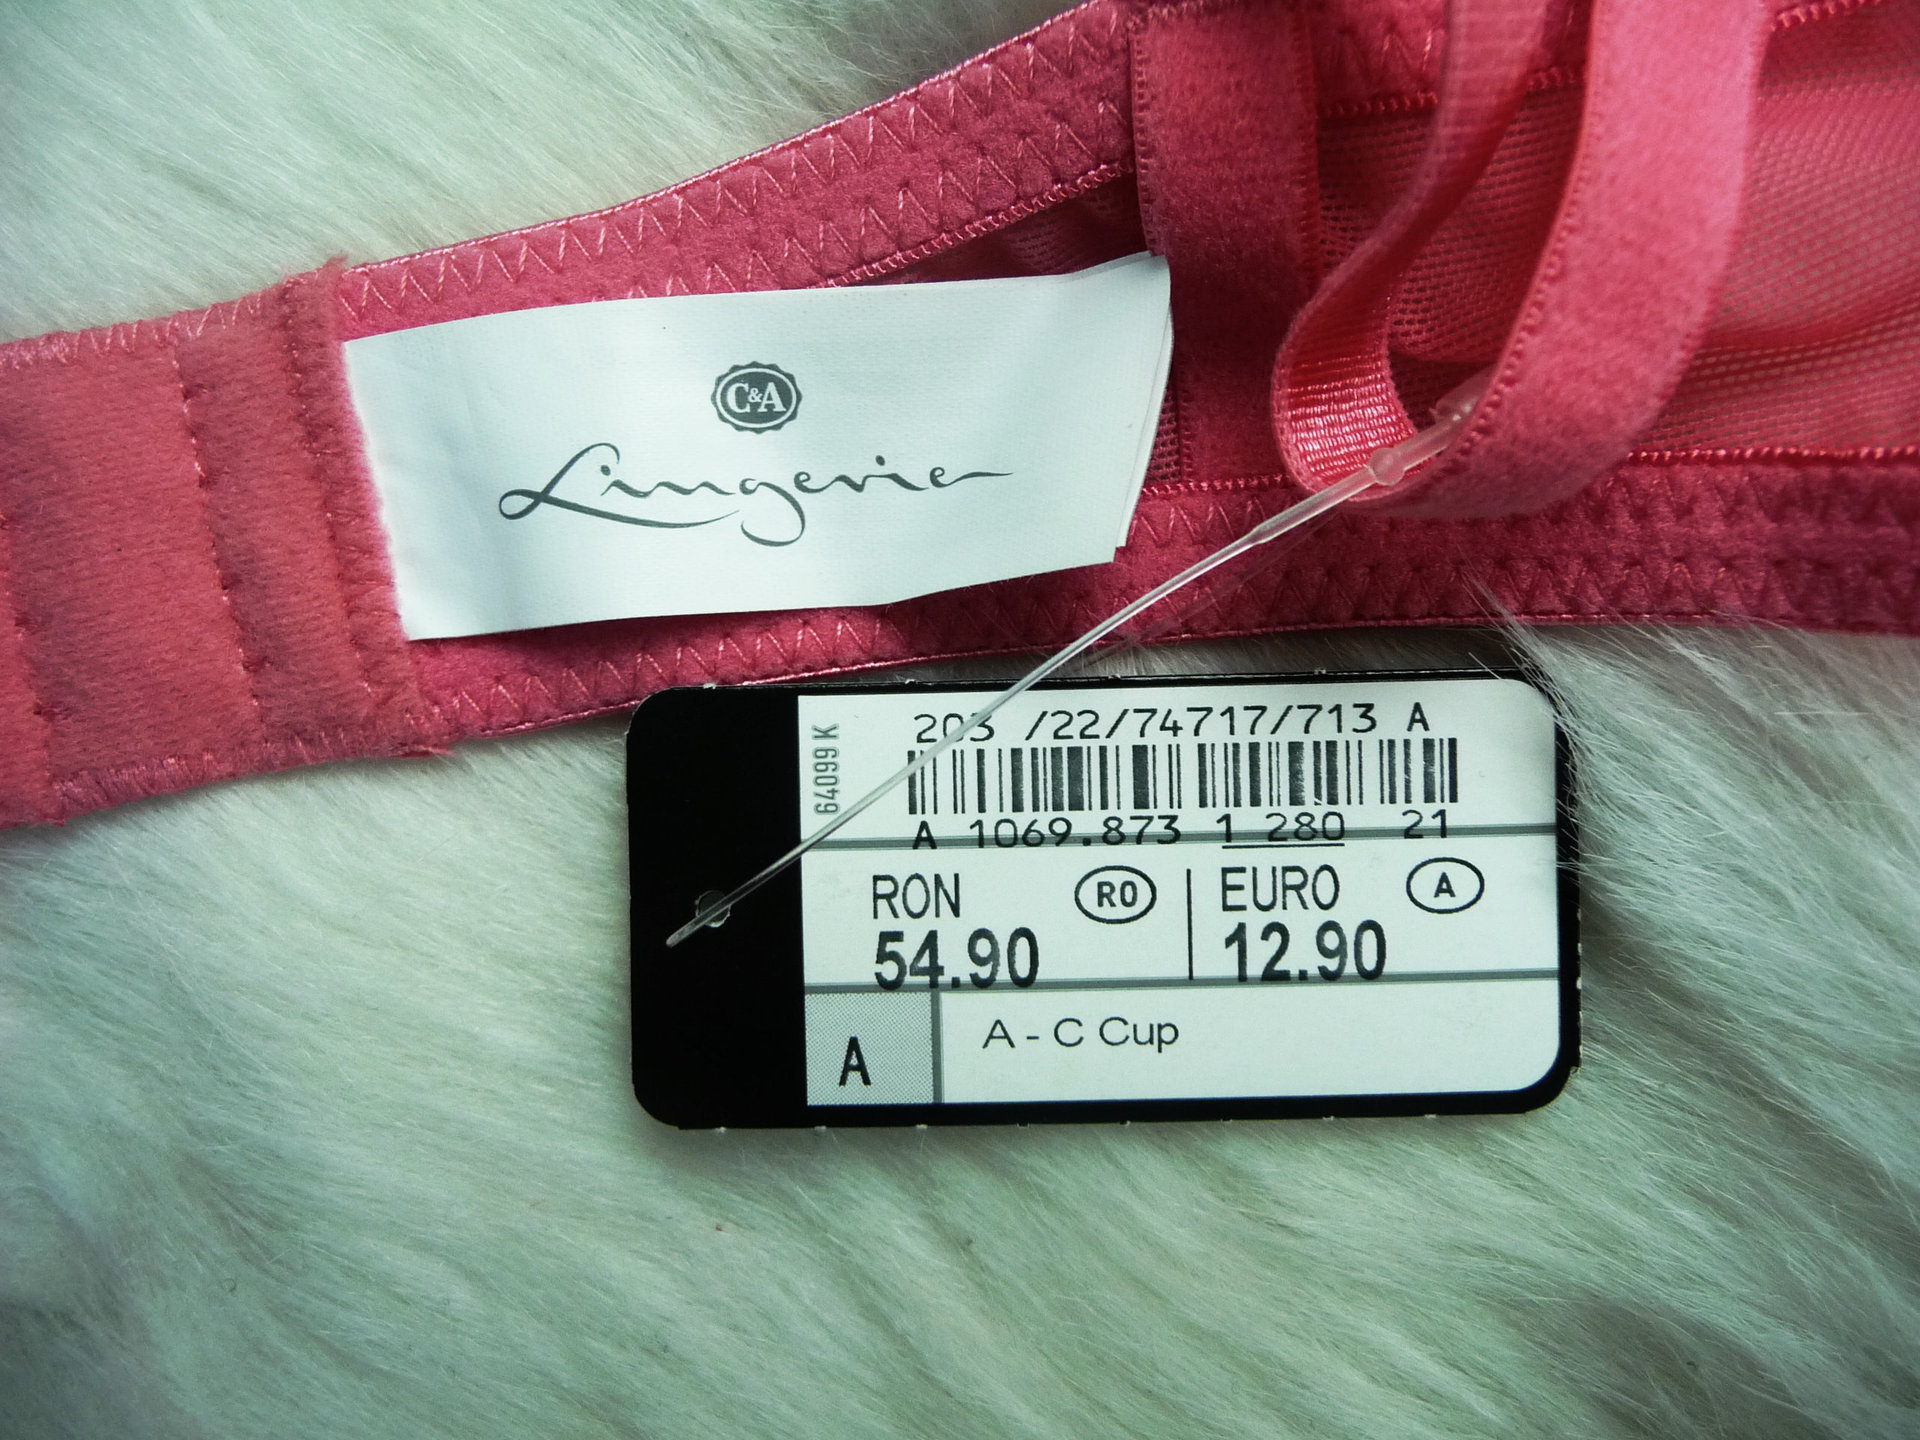 C&A
Lingerie
64099 K
203 /22/74717/713 A
A 1069.873 1 280 21
RON RO EURO A
54.90 12.90
A A - C Cup